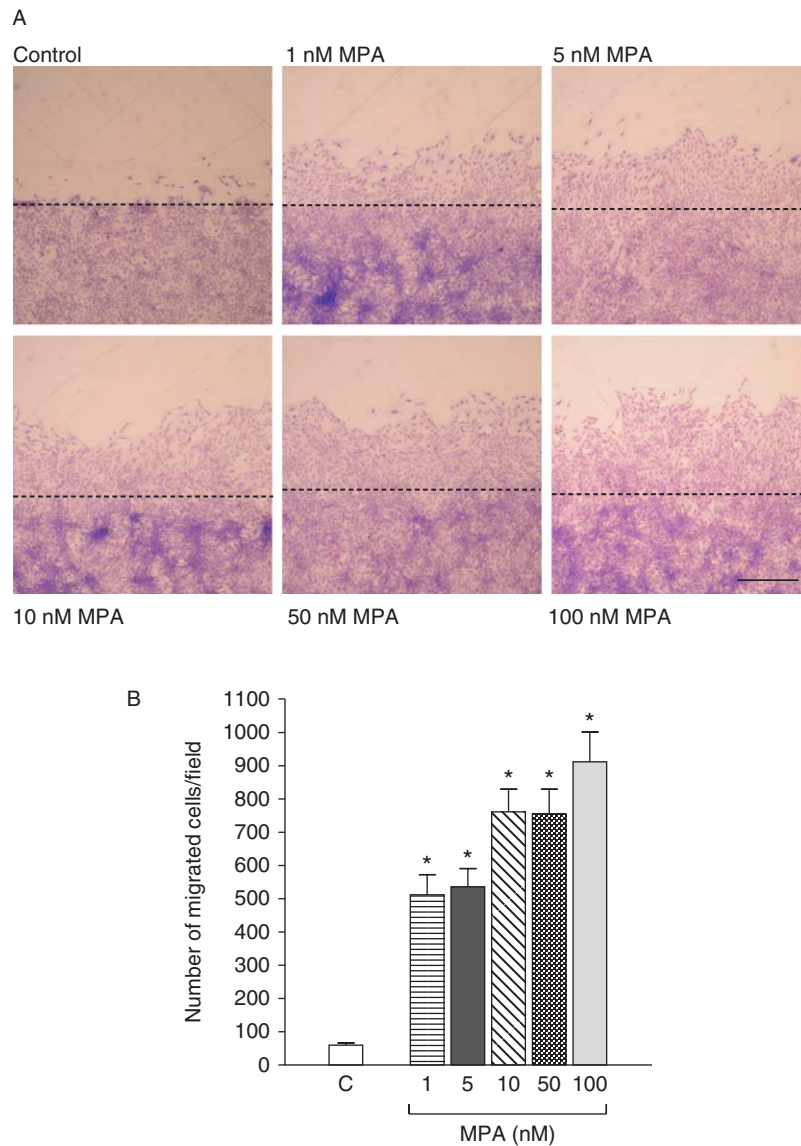 A
Control 1 nM MPA 5 nM MPA
10 nM MPA 50 nM MPA 100 nM MPA
B
Number of migrated cells/field
1100
1000
900
800
700
600
500
400
300
200
100
0
* * * * *
C 1 5 10 50 100
MPA (nM)